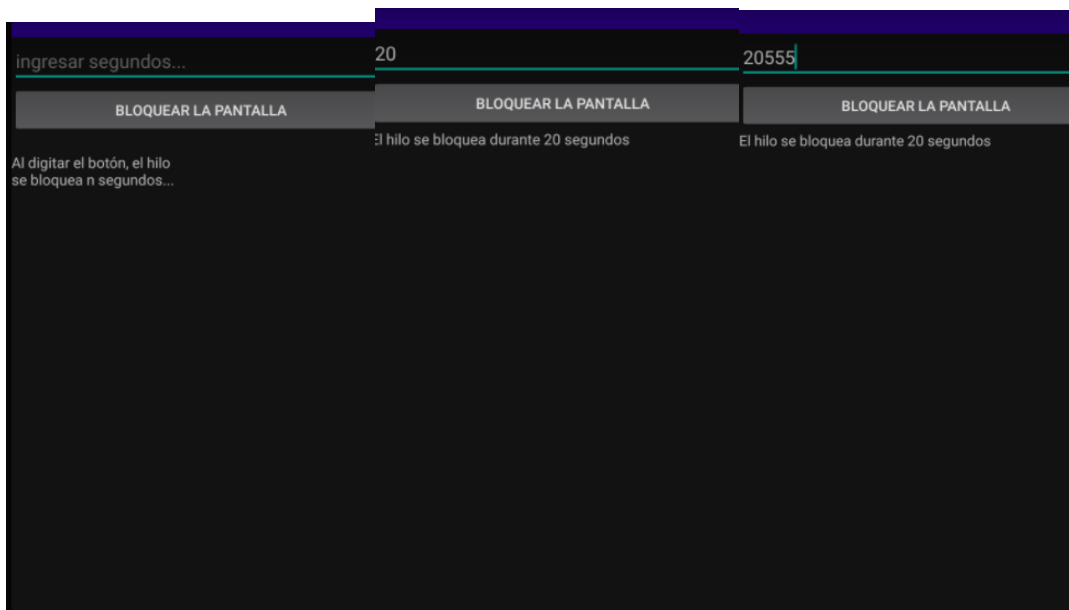 ingresar segundos...
BLOQUEAR LA PANTALLA
Al digitar el botón, el hilo
se bloquea n segundos...
20
BLOQUEAR LA PANTALLA
El hilo se bloquea durante 20 segundos
20555
BLOQUEAR LA PANTALLA
El hilo se bloquea durante 20 segundos